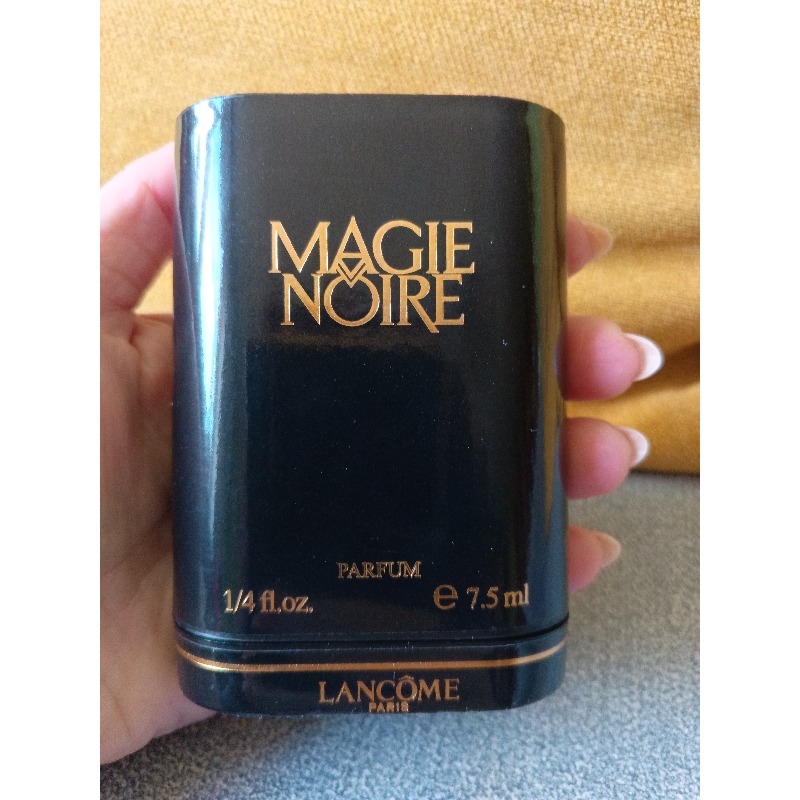 MAGIE
NOIRE
PARFUM
1/4 fl.oz. ℮ 7.5 ml
LANCÔME
PARIS